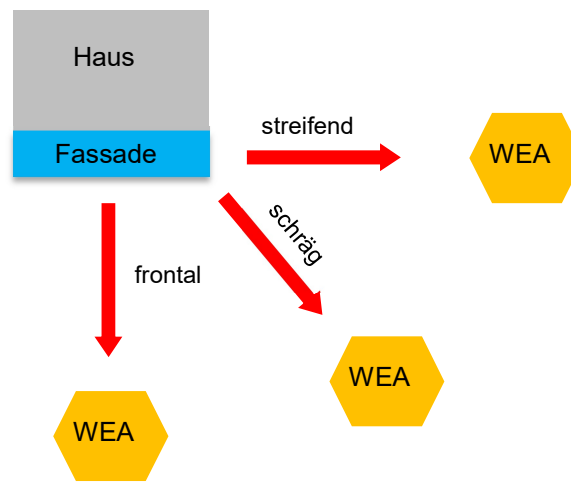 Haus
streifend
Fassade
WEA
schräg
frontal
WEA
WEA